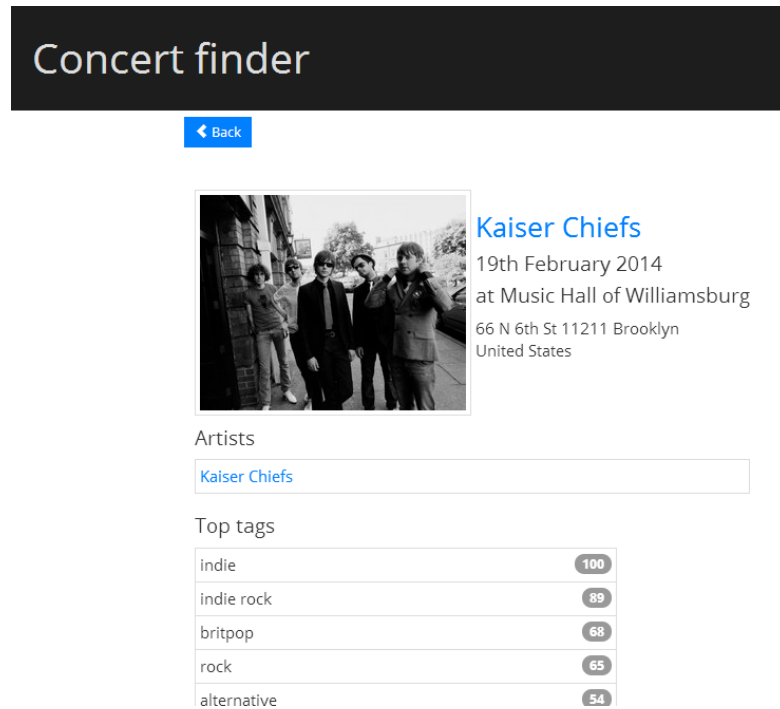 Concert finder
Back
Kaiser Chiefs
19th February 2014
at Music Hall of Williamsburg
66 N 6th St 11211 Brooklyn
United States
Artists
Kaiser Chiefs
Top tags
indie 100
indie rock 89
britpop 68
rock 65
alternative 54